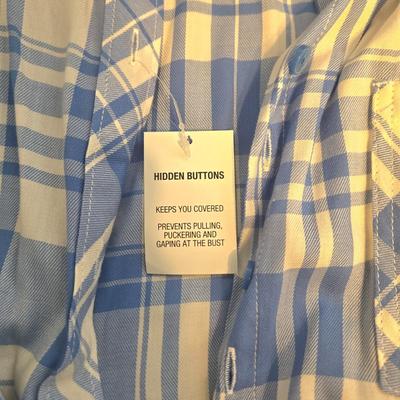 HIDDEN BUTTONS
KEEPS YOU COVERED
PREVENTS PULLING,
PUCKERING AND
GAPING AT THE BUST